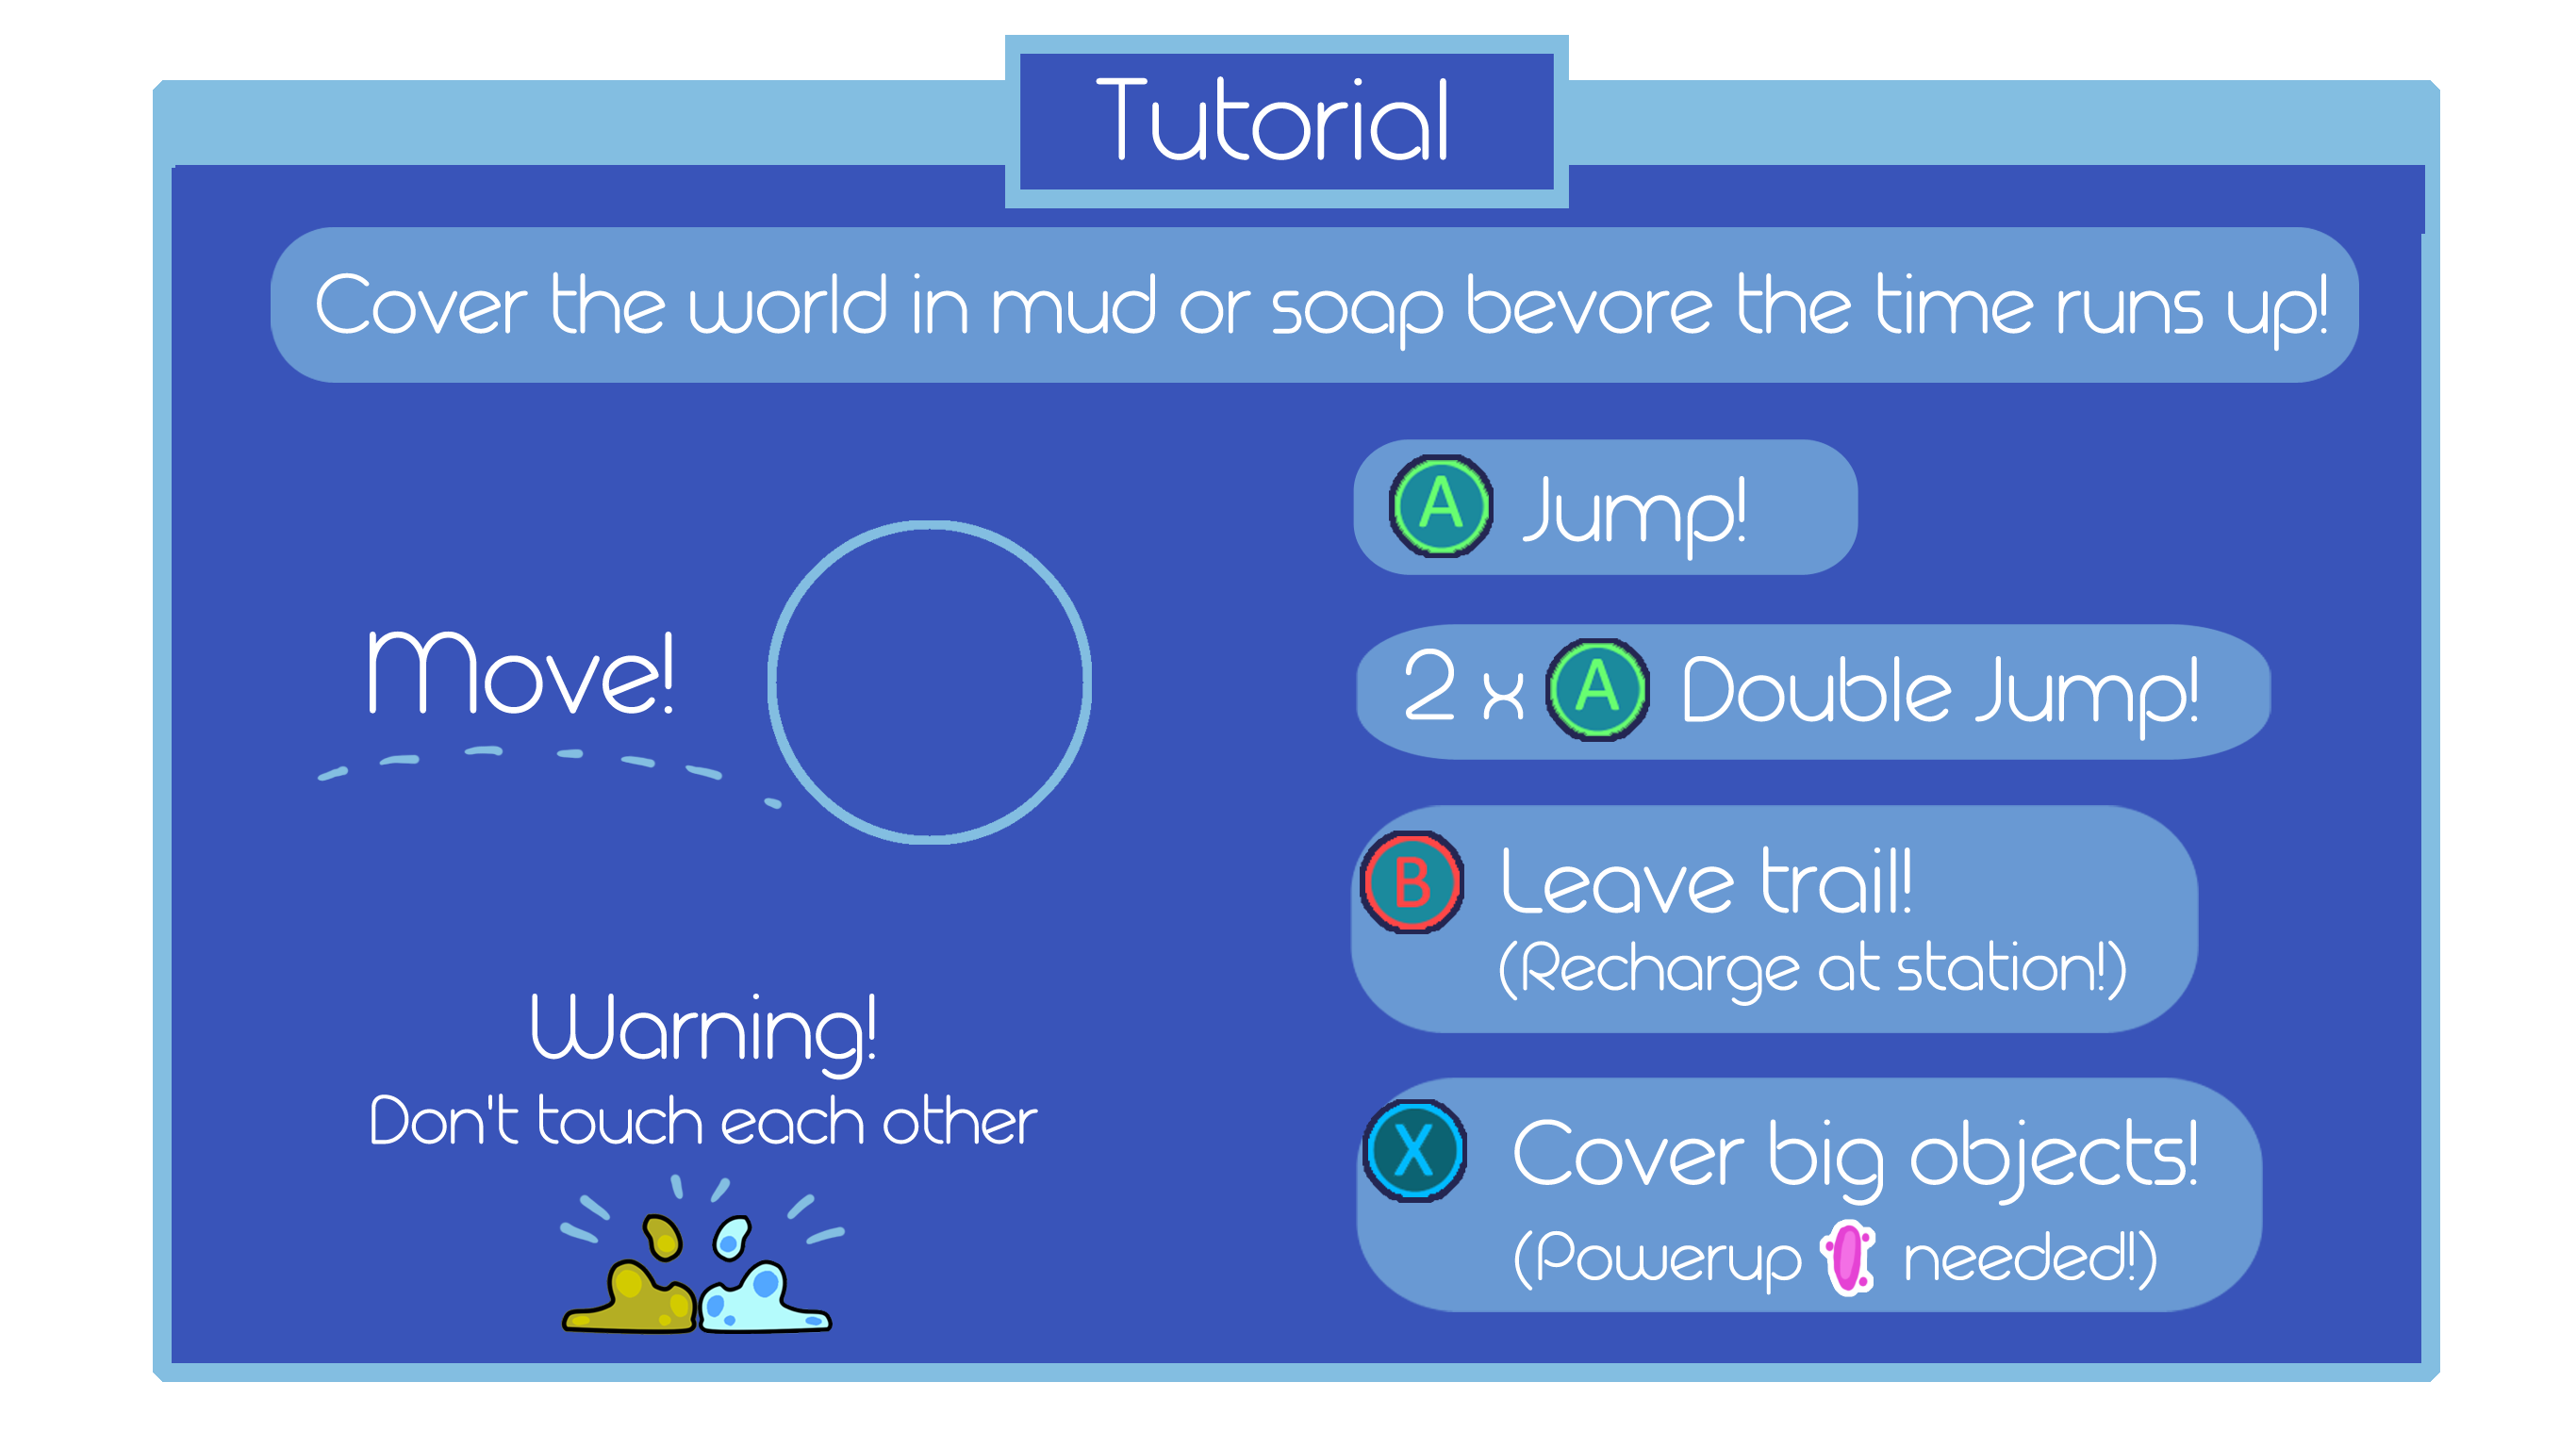 Tutorial
Cover the world in mud or soap bevore the time runs up!
Move!
Warning!
Don't touch each other
A Jump!
2 x A Double Jump!
B Leave trail!
(Recharge at station!)
X Cover big objects!
(Powerup needed!)